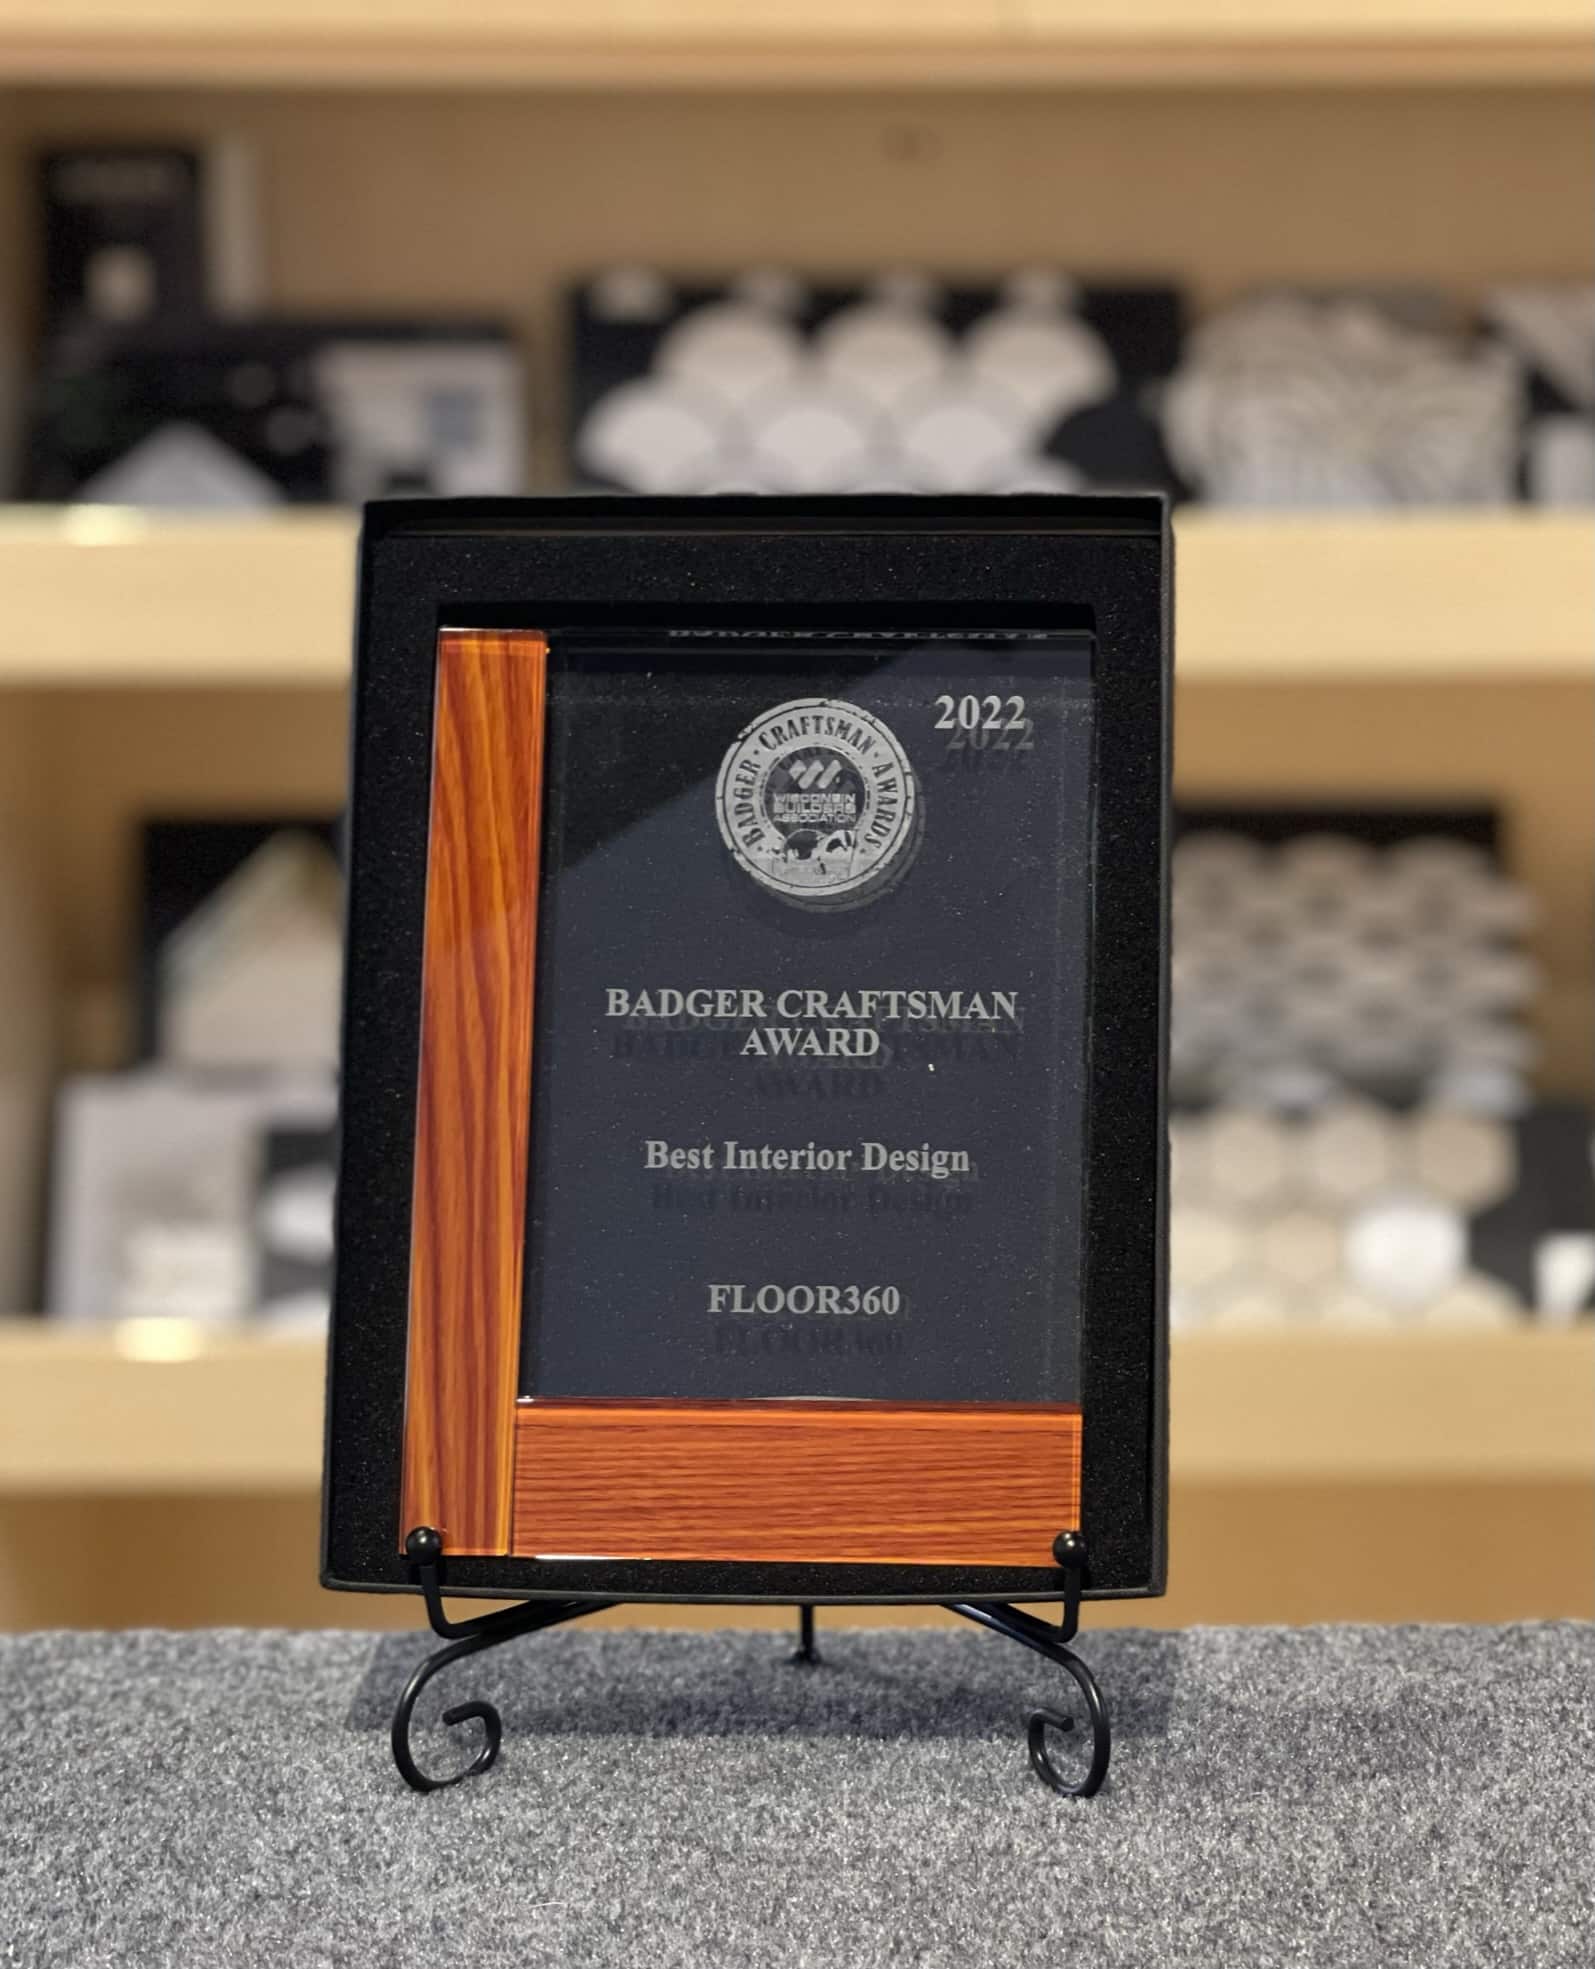 2022
BADGER · CRAFTSMAN · AWARDS
WISCONSIN
BUILDERS
ASSOCIATION
BADGER CRAFTSMAN
AWARD
Best Interior Design
FLOOR360